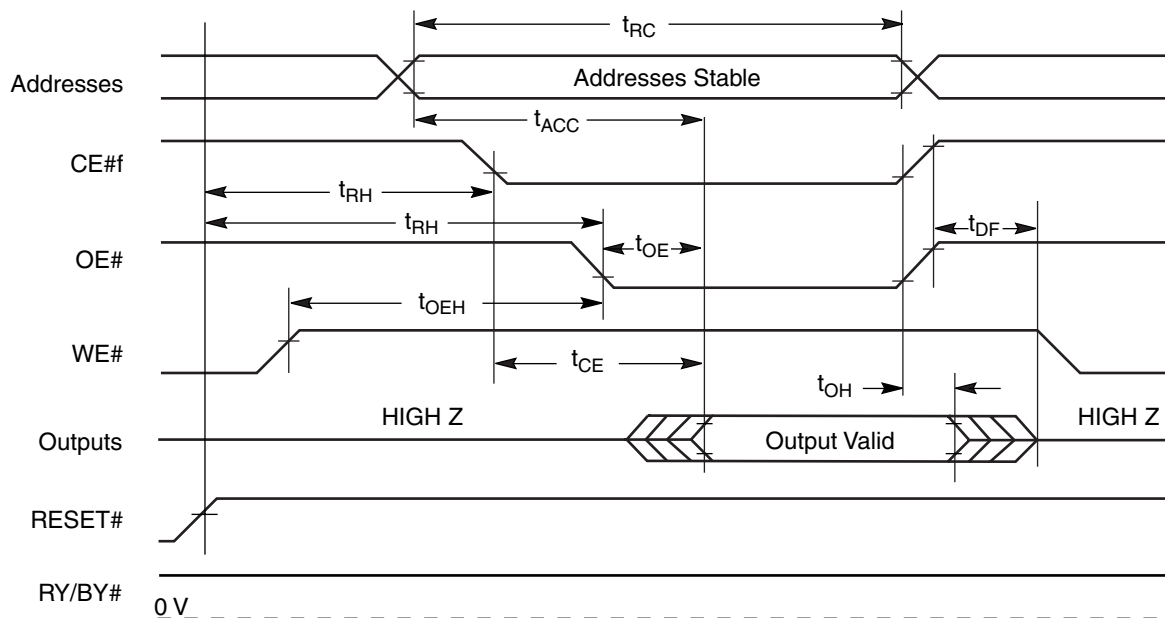 tRC
Addresses
Addresses Stable
tACC
CE#f
tRH
tRH
tOE
tDF
OE#
tOEH
WE#
tCE
tOH
HIGH Z
HIGH Z
Outputs
Output Valid
RESET#
RY/BY#
0 V